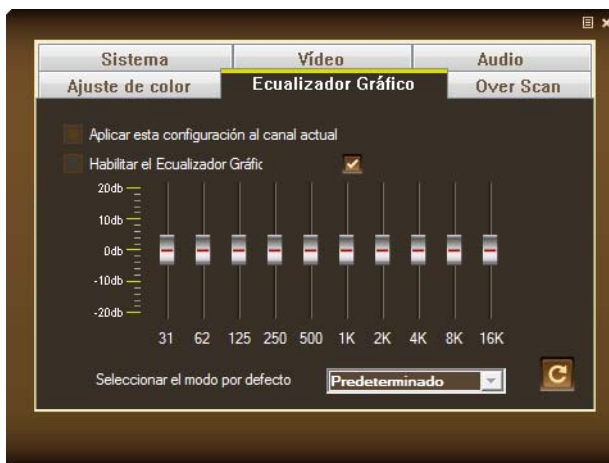 Sistema Vídeo Audio
Ajuste de color Ecualizador Gráfico Over Scan
Aplicar esta configuración al canal actual
Habilitar el Ecualizador Gráfic
20db
10db
0db
-10db
-20db
31 62 125 250 500 1K 2K 4K 8K 16K
Seleccionar el modo por defecto Predeterminado